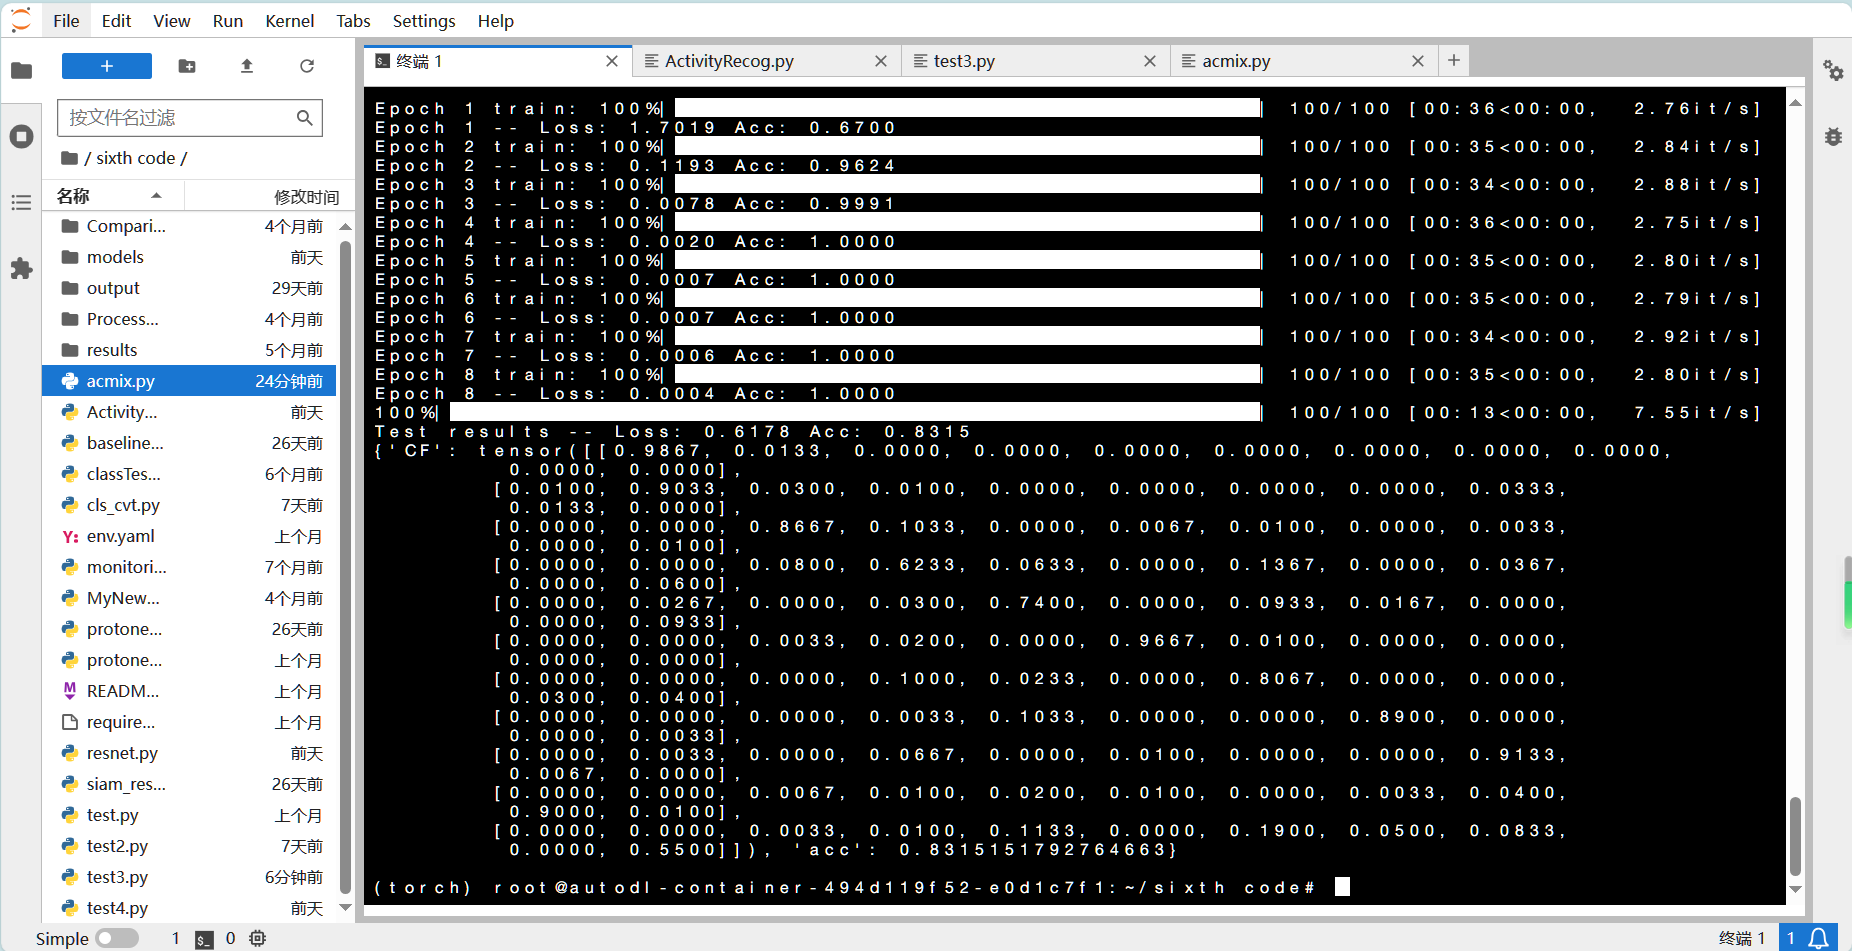 File Edit View Run Kernel Tabs Settings Help
+
按文件名过滤
/ sixth code /
名称 修改时间
Compari... 4个月前
models 前天
output 29天前
Process... 4个月前
results 5个月前
acmix.py 24分钟前
Activity... 前天
baseline... 26天前
classTes... 6个月前
cls_cvt.py 7天前
Y: env.yaml 上个月
monitori... 7个月前
MyNew... 4个月前
protone... 26天前
protone... 上个月
M READM... 上个月
require... 上个月
resnet.py 前天
siam_res... 26天前
test.py 上个月
test2.py 7天前
test3.py 6分钟前
test4.py 前天
终端 1 ActivityRecog.py test3.py acmix.py +
Epoch 1 train: 100%| | 100/100 [00:36<00:00, 2.76it/s]
Epoch 1 -- Loss: 1.7019 Acc: 0.6700
Epoch 2 train: 100%| | 100/100 [00:35<00:00, 2.84it/s]
Epoch 2 -- Loss: 0.1193 Acc: 0.9624
Epoch 3 train: 100%| | 100/100 [00:34<00:00, 2.88it/s]
Epoch 3 -- Loss: 0.0078 Acc: 0.9991
Epoch 4 train: 100%| | 100/100 [00:36<00:00, 2.75it/s]
Epoch 4 -- Loss: 0.0020 Acc: 1.0000
Epoch 5 train: 100%| | 100/100 [00:35<00:00, 2.80it/s]
Epoch 5 -- Loss: 0.0007 Acc: 1.0000
Epoch 6 train: 100%| | 100/100 [00:35<00:00, 2.79it/s]
Epoch 6 -- Loss: 0.0007 Acc: 1.0000
Epoch 7 train: 100%| | 100/100 [00:34<00:00, 2.92it/s]
Epoch 7 -- Loss: 0.0006 Acc: 1.0000
Epoch 8 train: 100%| | 100/100 [00:35<00:00, 2.80it/s]
Epoch 8 -- Loss: 0.0004 Acc: 1.0000
100%| | 100/100 [00:13<00:00, 7.55it/s]
Test results -- Loss: 0.6178 Acc: 0.8315
{'CF': tensor([[0.9867, 0.0133, 0.0000, 0.0000, 0.0000, 0.0000, 0.0000, 0.0000, 0.0000,
0.0000, 0.0000],
[0.0100, 0.9033, 0.0300, 0.0100, 0.0000, 0.0000, 0.0000, 0.0000, 0.0333,
0.0133, 0.0000],
[0.0000, 0.0000, 0.8667, 0.1033, 0.0000, 0.0067, 0.0100, 0.0000, 0.0033,
0.0000, 0.0100],
[0.0000, 0.0000, 0.0800, 0.6233, 0.0633, 0.0000, 0.1367, 0.0000, 0.0367,
0.0000, 0.0600],
[0.0000, 0.0267, 0.0000, 0.0300, 0.7400, 0.0000, 0.0933, 0.0167, 0.0000,
0.0000, 0.0933],
[0.0000, 0.0000, 0.0033, 0.0200, 0.0000, 0.9667, 0.0100, 0.0000, 0.0000,
0.0000, 0.0000],
[0.0000, 0.0000, 0.0000, 0.1000, 0.0233, 0.0000, 0.8067, 0.0000, 0.0000,
0.0300, 0.0400],
[0.0000, 0.0000, 0.0000, 0.0033, 0.1033, 0.0000, 0.0000, 0.8900, 0.0000,
0.0000, 0.0033],
[0.0000, 0.0033, 0.0000, 0.0667, 0.0000, 0.0100, 0.0000, 0.0000, 0.9133,
0.0067, 0.0000],
[0.0000, 0.0000, 0.0067, 0.0100, 0.0200, 0.0100, 0.0000, 0.0033, 0.0400,
0.9000, 0.0100],
[0.0000, 0.0000, 0.0033, 0.0100, 0.1133, 0.0000, 0.1900, 0.0500, 0.0833,
0.0000, 0.5500]]), 'acc': 0.8315151792764663}
(torch) root@autodl-container-494d119f52-e0d1c7f1:~/sixth code#
Simple 1 $_ 0 终端 1 1